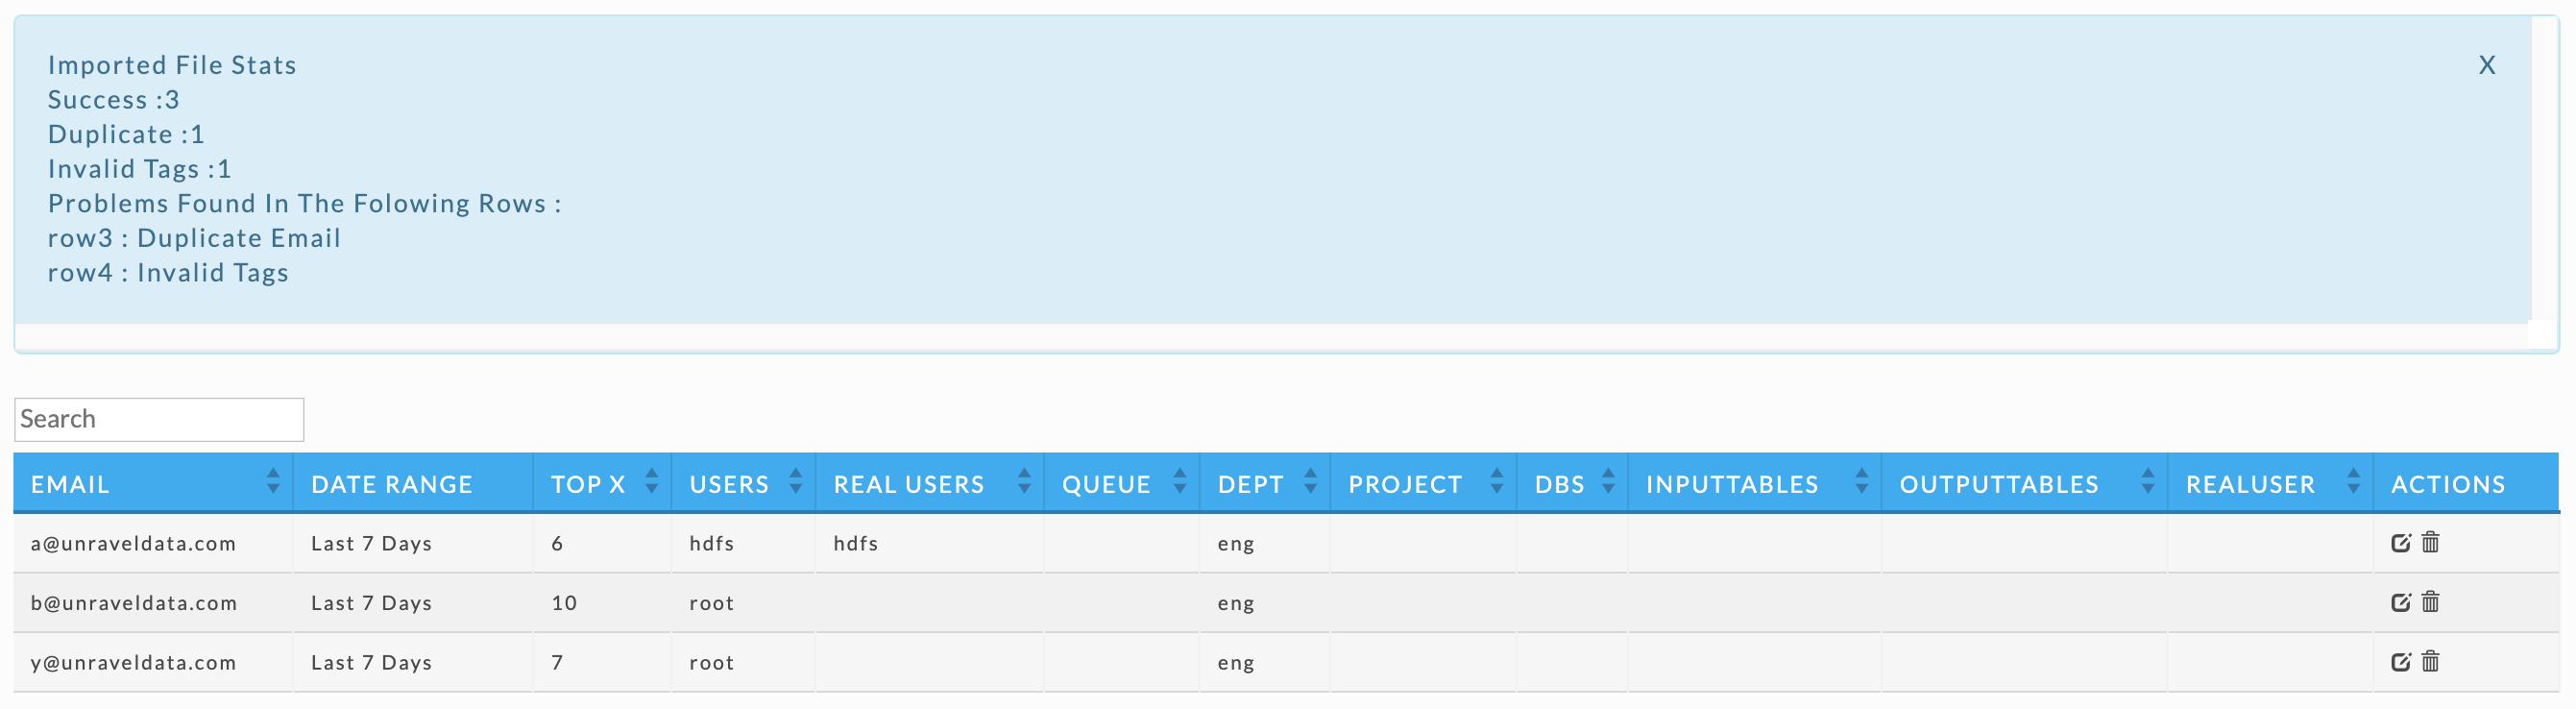 Imported File Stats
X
Success :3
Duplicate :1
Invalid Tags :1
Problems Found In The Folowing Rows :
row3 : Duplicate Email
row4 : Invalid Tags
Search
EMAIL DATE RANGE TOP X USERS REAL USERS QUEUE DEPT PROJECT DBS INPUTTABLES OUTPUTTABLES REALUSER ACTIONS
a@unraveldata.com Last 7 Days 6 hdfs hdfs eng
b@unraveldata.com Last 7 Days 10 root eng
y@unraveldata.com Last 7 Days 7 root eng